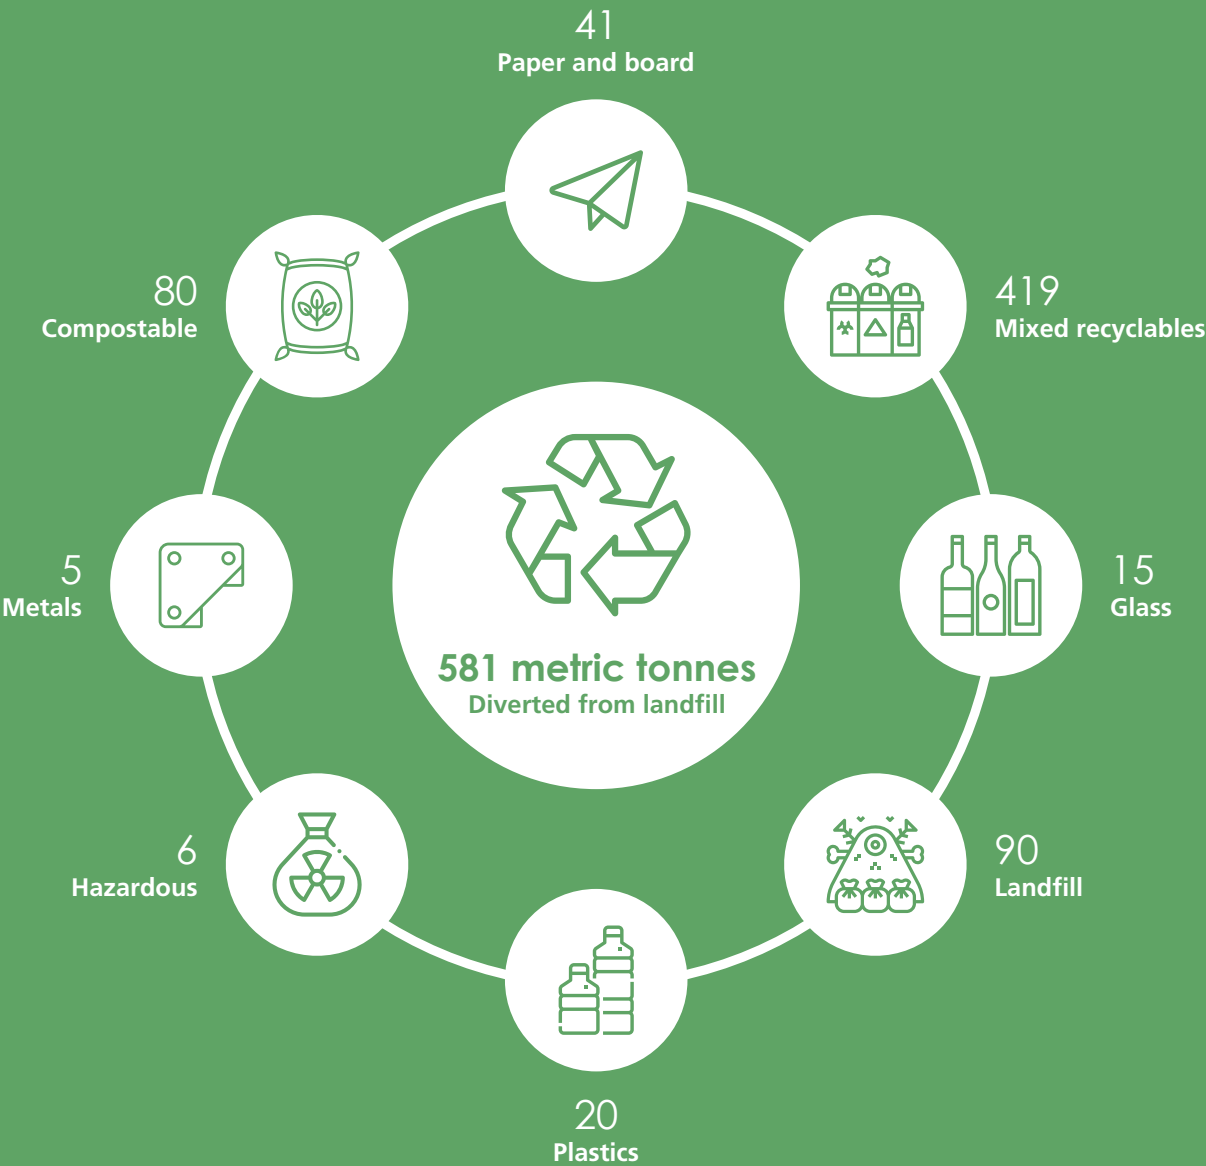 41
Paper and board
419
Mixed recyclables
15
Glass
90
Landfill
20
Plastics
6
Hazardous
5
Metals
80
Compostable
581 metric tonnes
Diverted from landfill